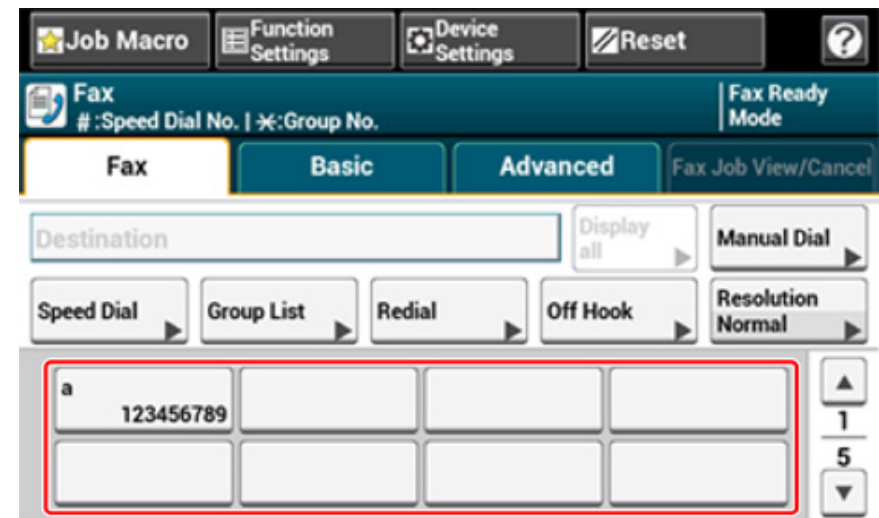 Job Macro
Function
Settings
Device
Settings
Reset
?
Fax
#:Speed Dial No. | ✳:Group No.
Fax Ready
Mode
Fax
Basic
Advanced
Fax Job View/Cancel
Destination
Display
all
Manual Dial
Speed Dial
Group List
Redial
Off Hook
Resolution
Normal
a
123456789
1
5